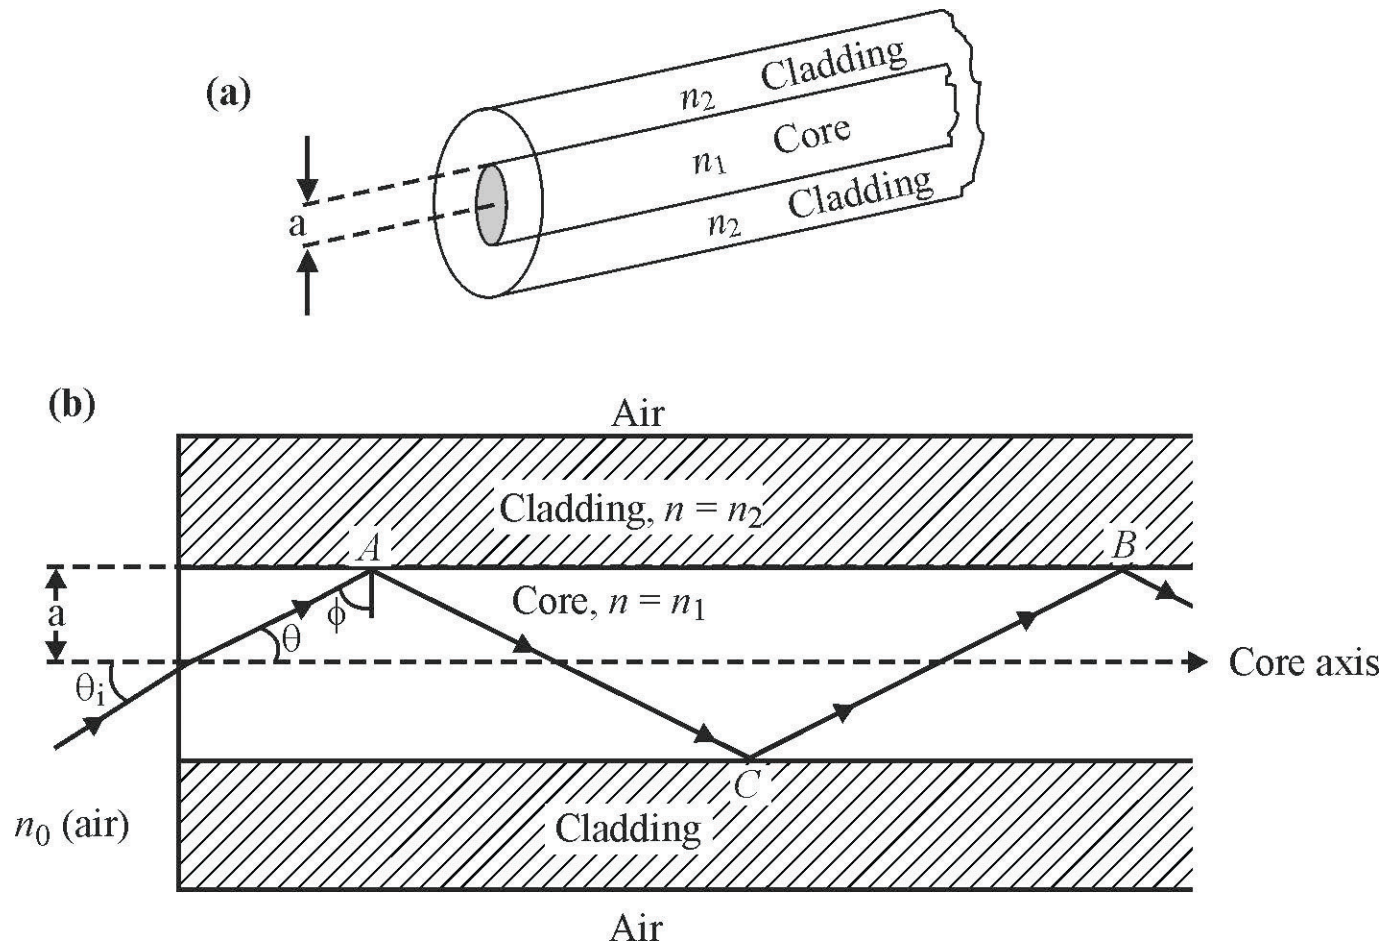 (a)
Cladding
n₂
Core
n₁
Cladding
n₂
a
(b)
Air
Cladding, n = n₂
A
B
a
ϕ
Core, n = n₁
θ
θi
Core axis
C
n₀ (air)
Cladding
Air